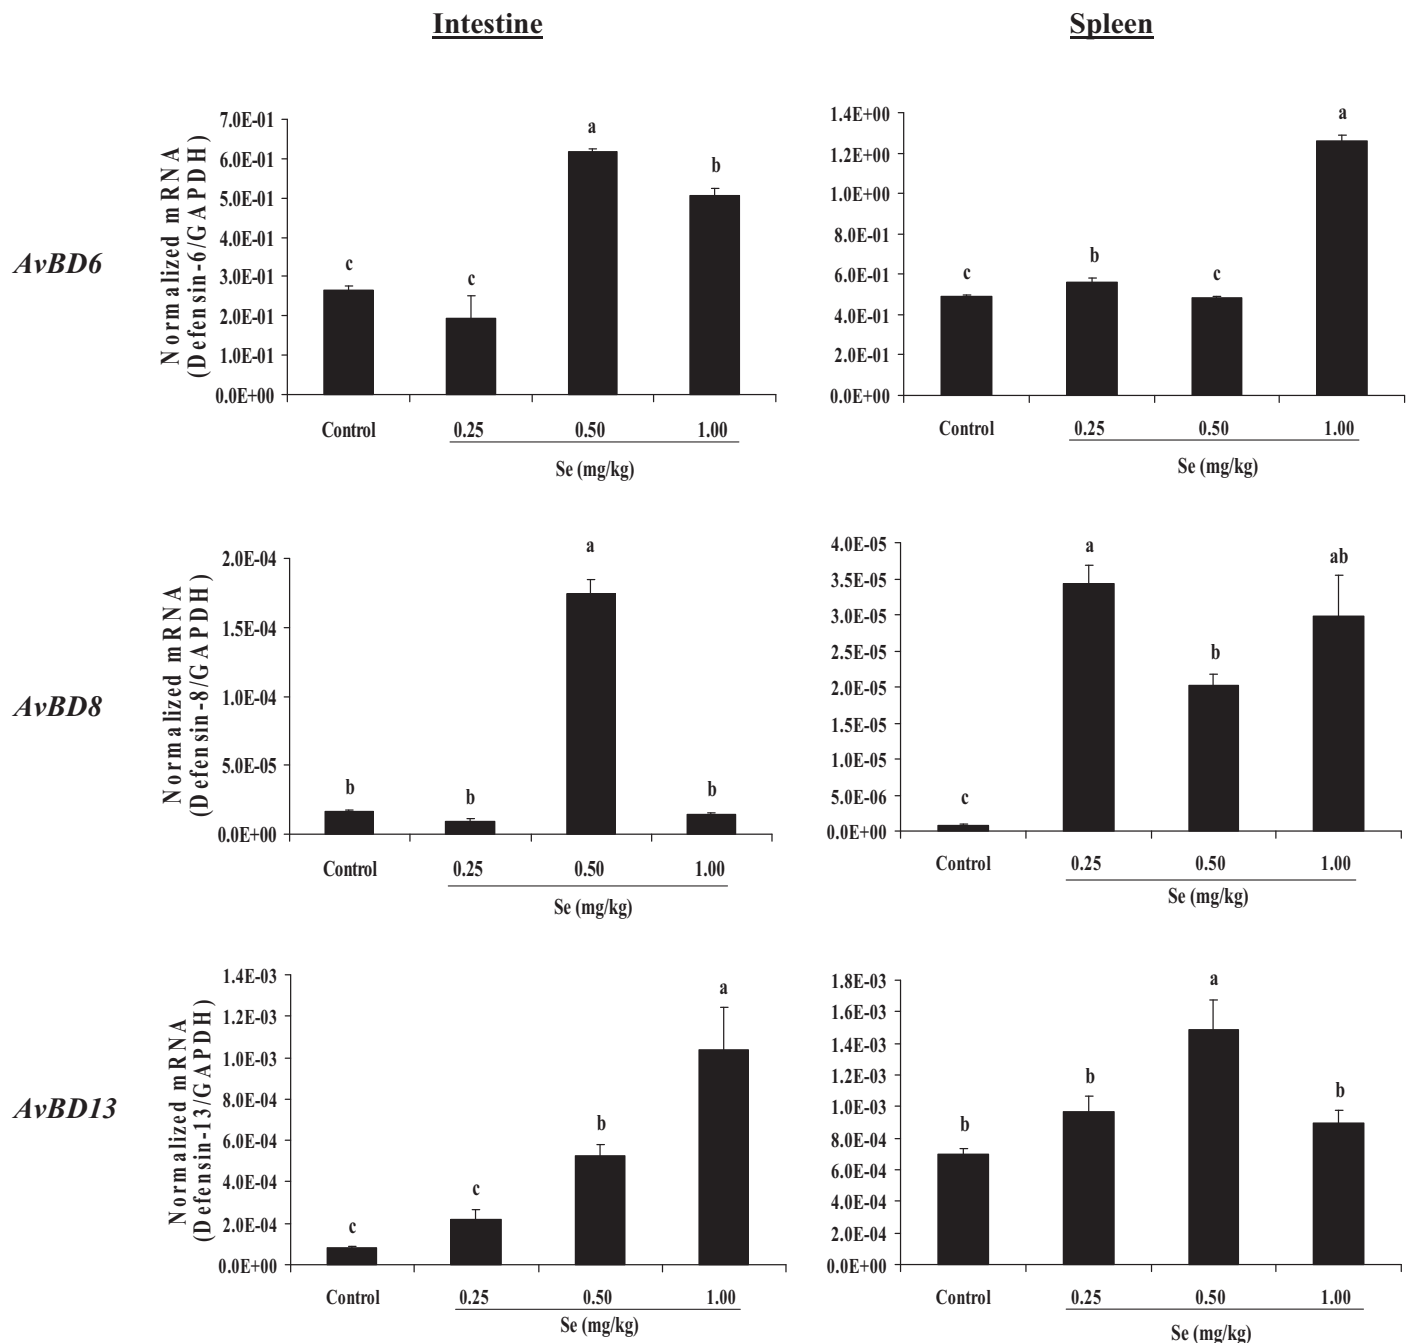 Intestine
Spleen
AvBD6
Normalized mRNA
(Defensin-6/GAPDH)
7.0E-01
6.0E-01
5.0E-01
4.0E-01
3.0E-01
2.0E-01
1.0E-01
0.0E+00
c
c
a
b
Control 0.25 0.50 1.00
Se (mg/kg)
1.4E+00
1.2E+00
1.0E+00
8.0E-01
6.0E-01
4.0E-01
2.0E-01
0.0E+00
c
b
c
a
Control 0.25 0.50 1.00
Se (mg/kg)
AvBD8
Normalized mRNA
(Defensin-8/GAPDH)
2.0E-04
1.5E-04
1.0E-04
5.0E-05
0.0E+00
b
b
a
b
Control 0.25 0.50 1.00
Se (mg/kg)
4.0E-05
3.5E-05
3.0E-05
2.5E-05
2.0E-05
1.5E-05
1.0E-05
5.0E-06
0.0E+00
c
a
b
ab
Control 0.25 0.50 1.00
Se (mg/kg)
AvBD13
Normalized mRNA
(Defensin-13/GAPDH)
1.4E-03
1.2E-03
1.0E-03
8.0E-04
6.0E-04
4.0E-04
2.0E-04
0.0E+00
c
c
b
a
Control 0.25 0.50 1.00
Se (mg/kg)
1.8E-03
1.6E-03
1.4E-03
1.2E-03
1.0E-03
8.0E-04
6.0E-04
4.0E-04
2.0E-04
0.0E+00
b
b
a
b
Control 0.25 0.50 1.00
Se (mg/kg)